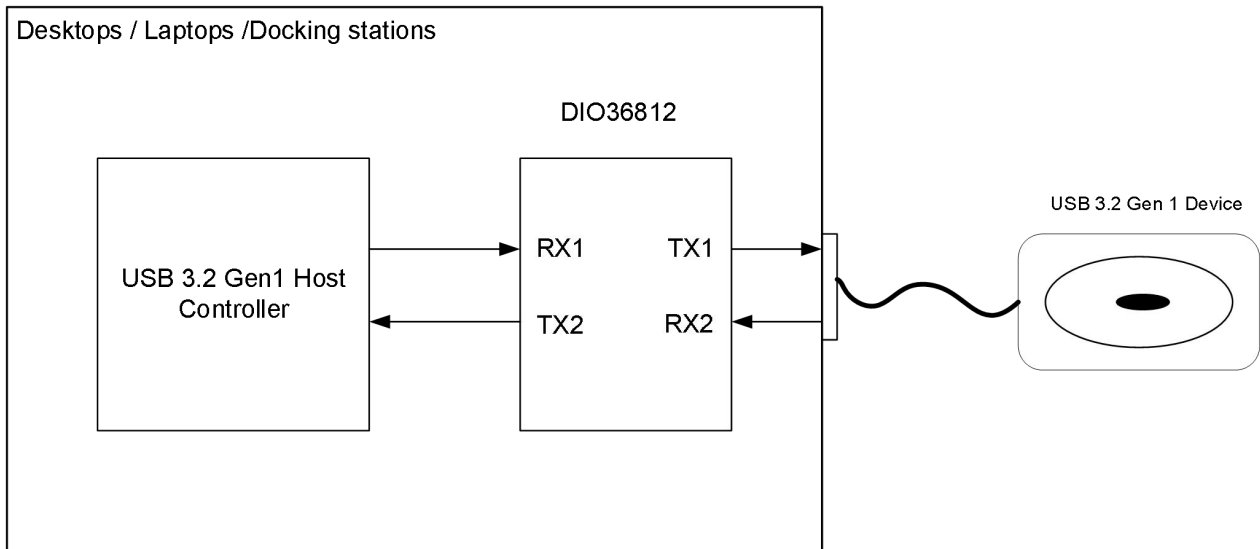 Desktops / Laptops /Docking stations
DIO36812
USB 3.2 Gen 1 Device
RX1
TX1
USB 3.2 Gen1 Host
Controller
TX2
RX2